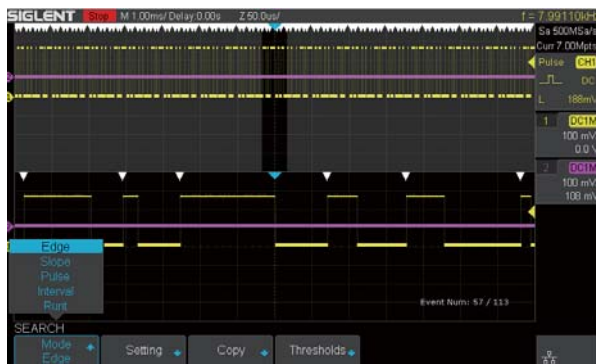 SIGLENT Stop M 1.00ms/ Delay:0.00s Z 50.0us/ f = 7.99110kHz
Sa 500MSa/s
Curr 7.00Mpts
Pulse CH1
DC
L 188mV
1 DC1M
100 mV
0.0 V
2 DC1M
100 mV
108 mV
Edge
Slope
Pulse
Interval
Runt
Event Num: 57 / 113
SEARCH
Mode
Edge
Setting
Copy
Thresholds